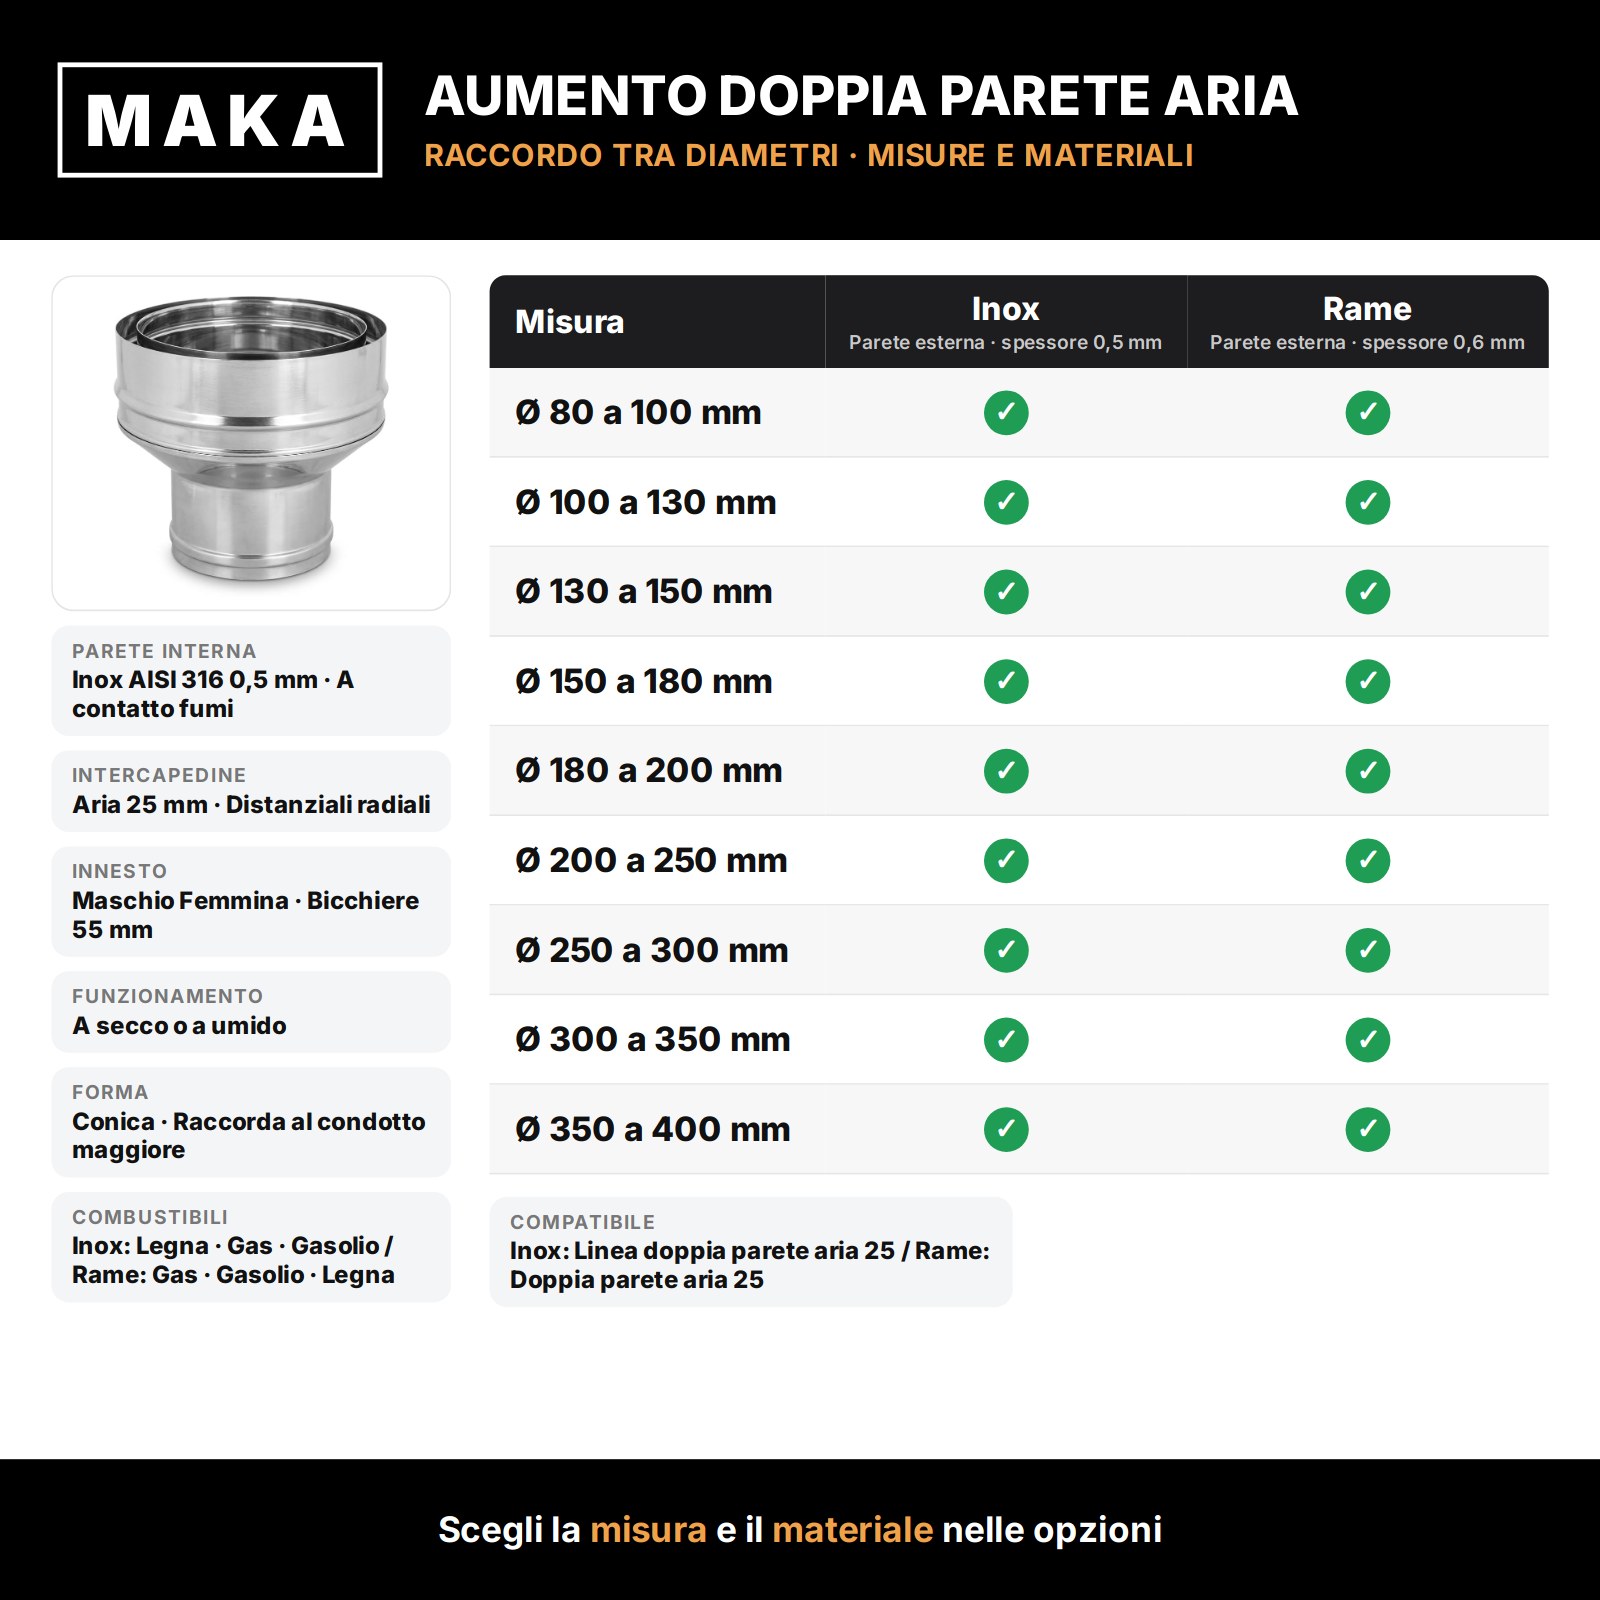 MAKA
AUMENTO DOPPIA PARETE ARIA
RACCORDO TRA DIAMETRI · MISURE E MATERIALI
PARETE INTERNA
Inox AISI 316 0,5 mm · A
contatto fumi
INTERCAPEDINE
Aria 25 mm · Distanziali radiali
INNESTO
Maschio Femmina · Bicchiere
55 mm
FUNZIONAMENTO
A secco o a umido
FORMA
Conica · Raccorda al condotto
maggiore
COMBUSTIBILI
Inox: Legna · Gas · Gasolio /
Rame: Gas · Gasolio · Legna
Misura
Inox
Parete esterna · spessore 0,5 mm
Rame
Parete esterna · spessore 0,6 mm
Ø 80 a 100 mm ✓ ✓
Ø 100 a 130 mm ✓ ✓
Ø 130 a 150 mm ✓ ✓
Ø 150 a 180 mm ✓ ✓
Ø 180 a 200 mm ✓ ✓
Ø 200 a 250 mm ✓ ✓
Ø 250 a 300 mm ✓ ✓
Ø 300 a 350 mm ✓ ✓
Ø 350 a 400 mm ✓ ✓
COMPATIBILE
Inox: Linea doppia parete aria 25 / Rame:
Doppia parete aria 25
Scegli la misura e il materiale nelle opzioni